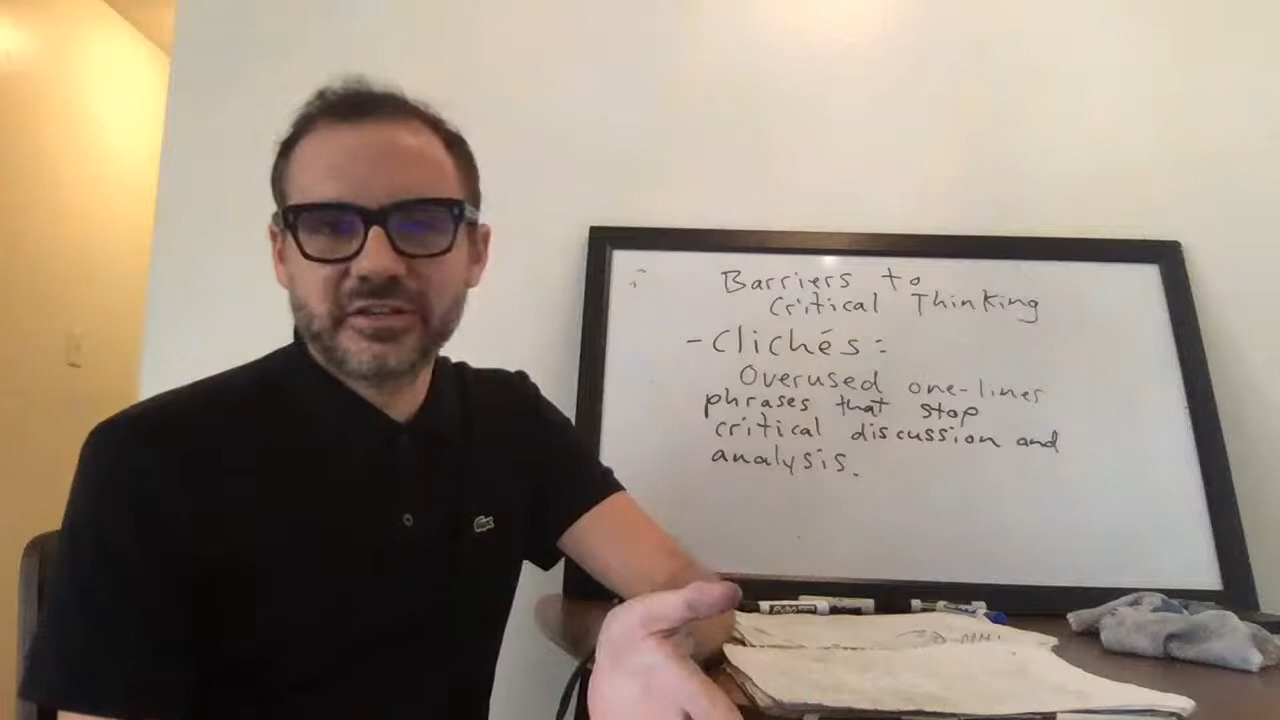 Barriers to
Critical Thinking
- Clichés:
Overused one-liner
phrases that stop
critical discussion and
analysis.